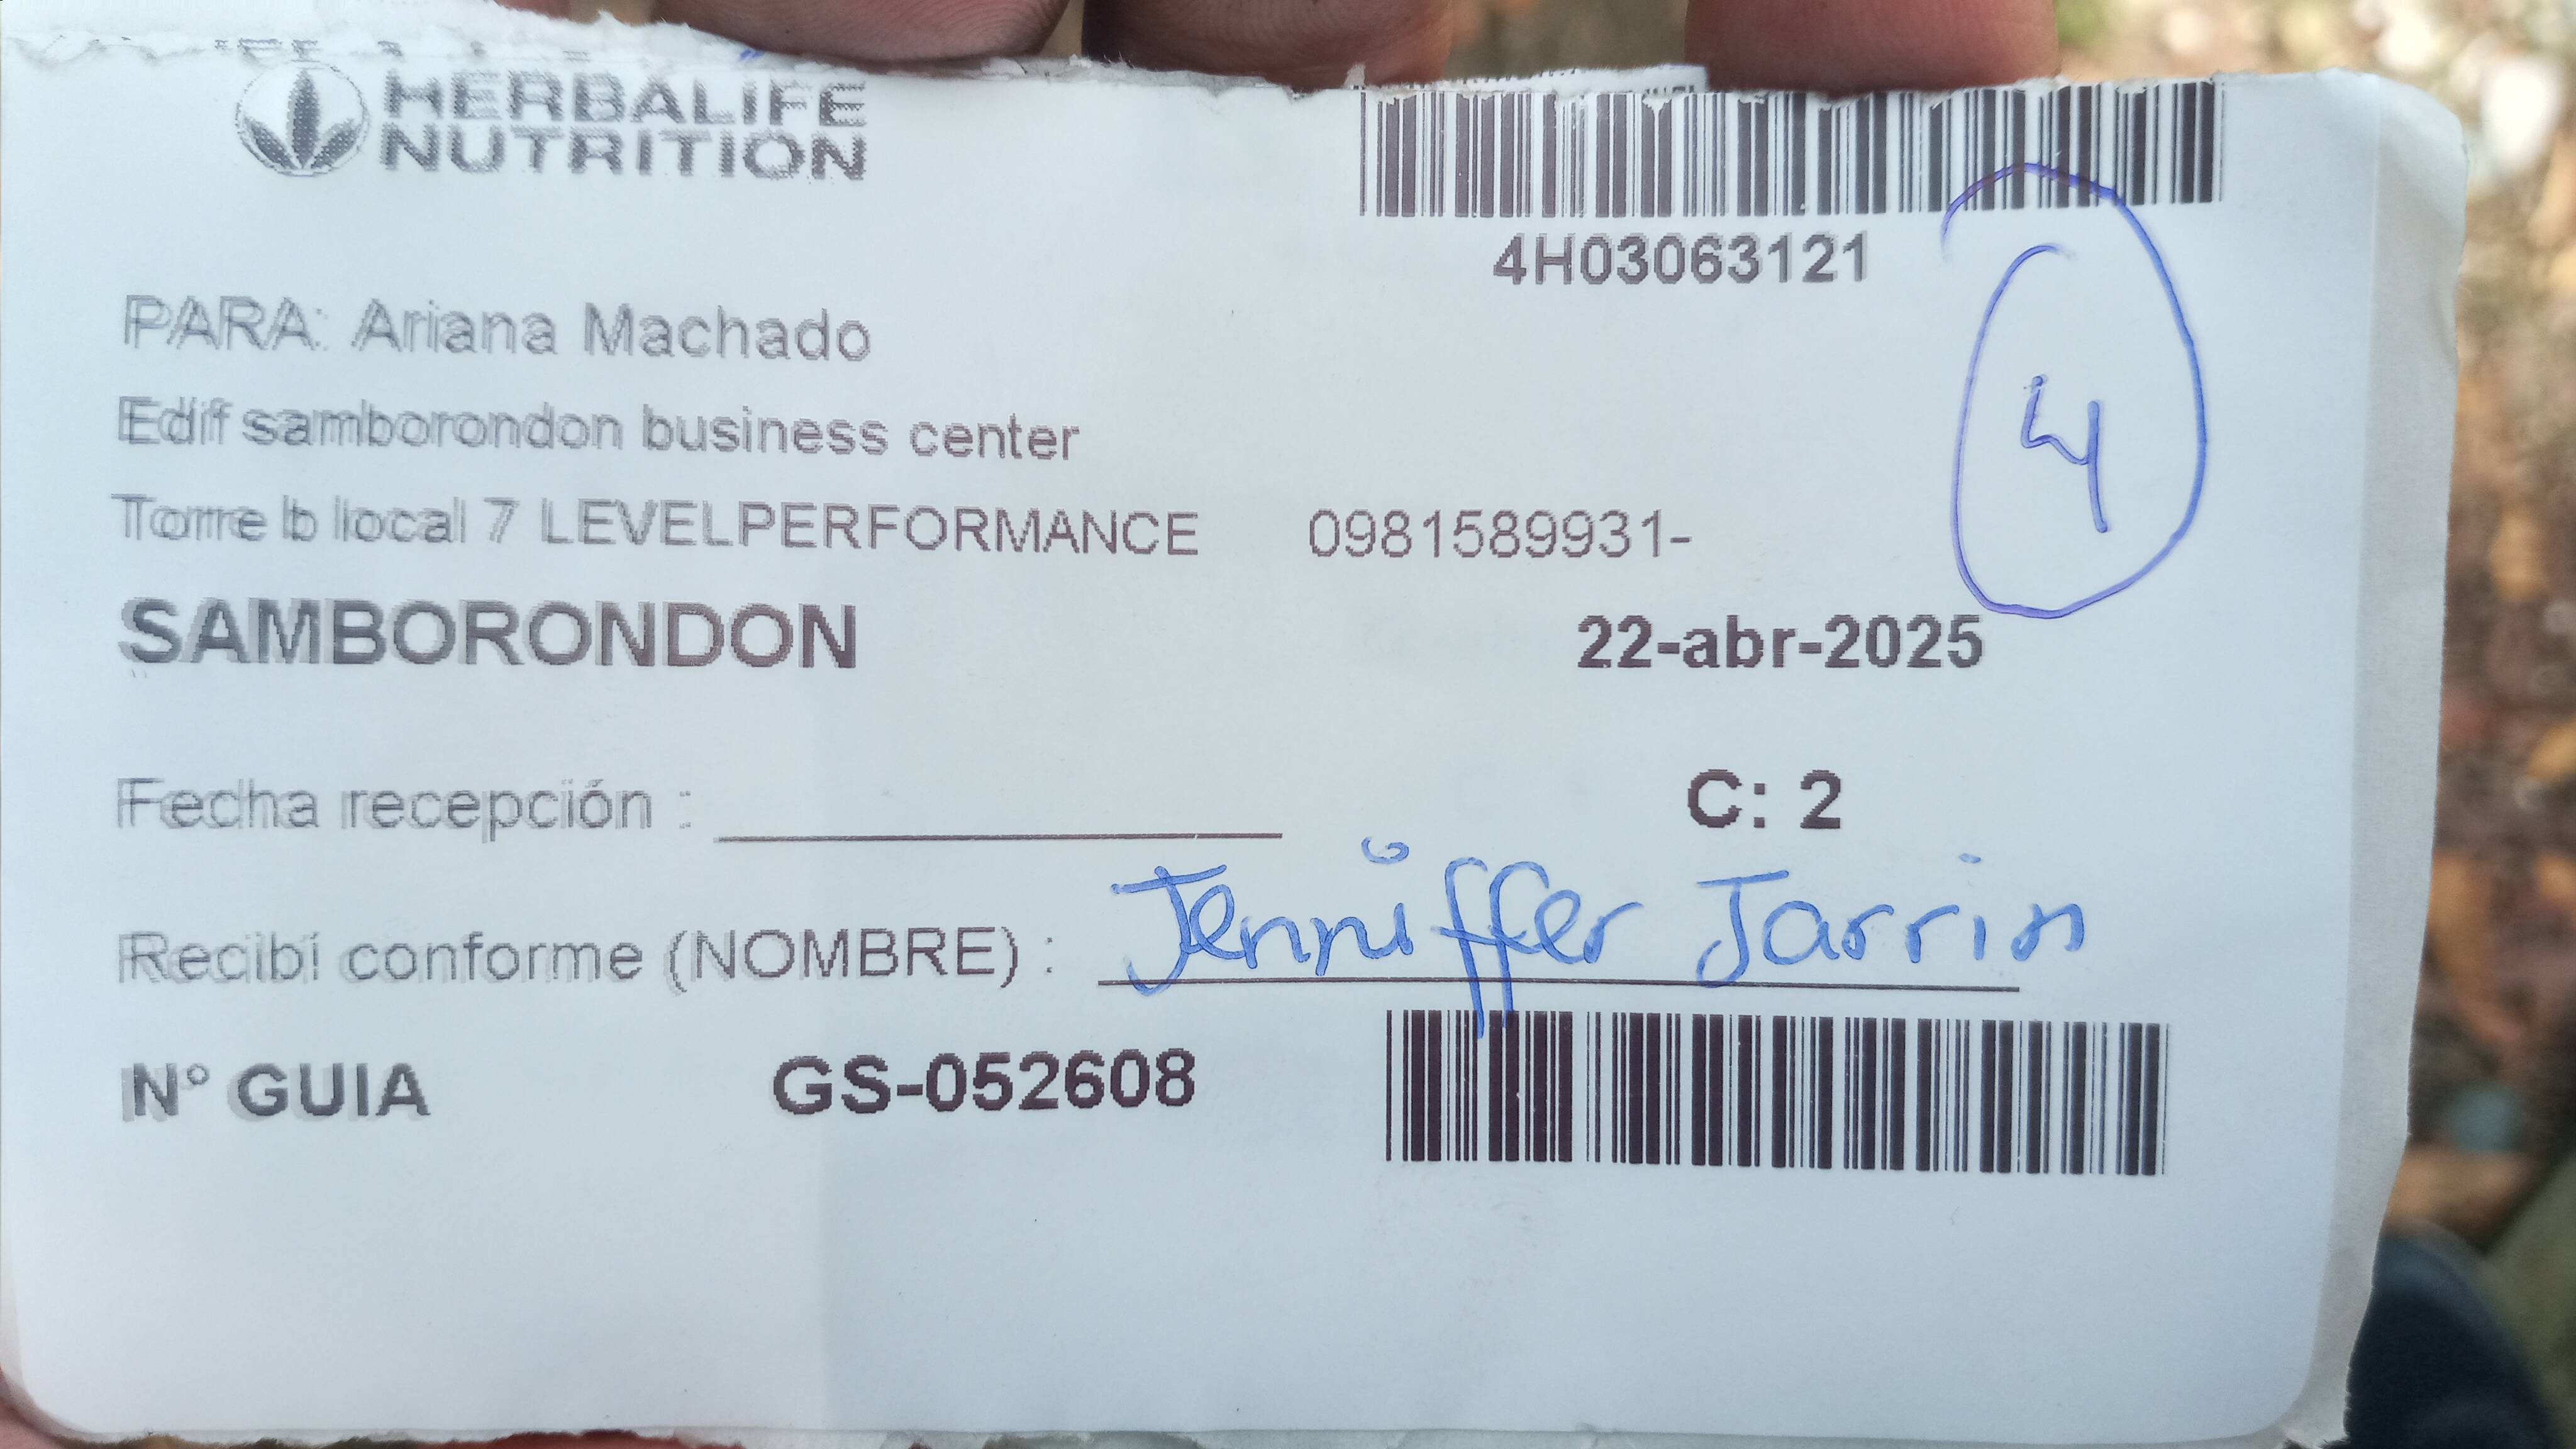 HERBALIFE
NUTRITION
4H03063121
4
PARA: Ariana Machado
Edif samborondon business center
Torre b local 7 LEVELPERFORMANCE 0981589931-
SAMBORONDON 22-abr-2025
Fecha recepción : C: 2
Recibí conforme (NOMBRE) : Jenniffer Jarrin
N° GUIA GS-052608